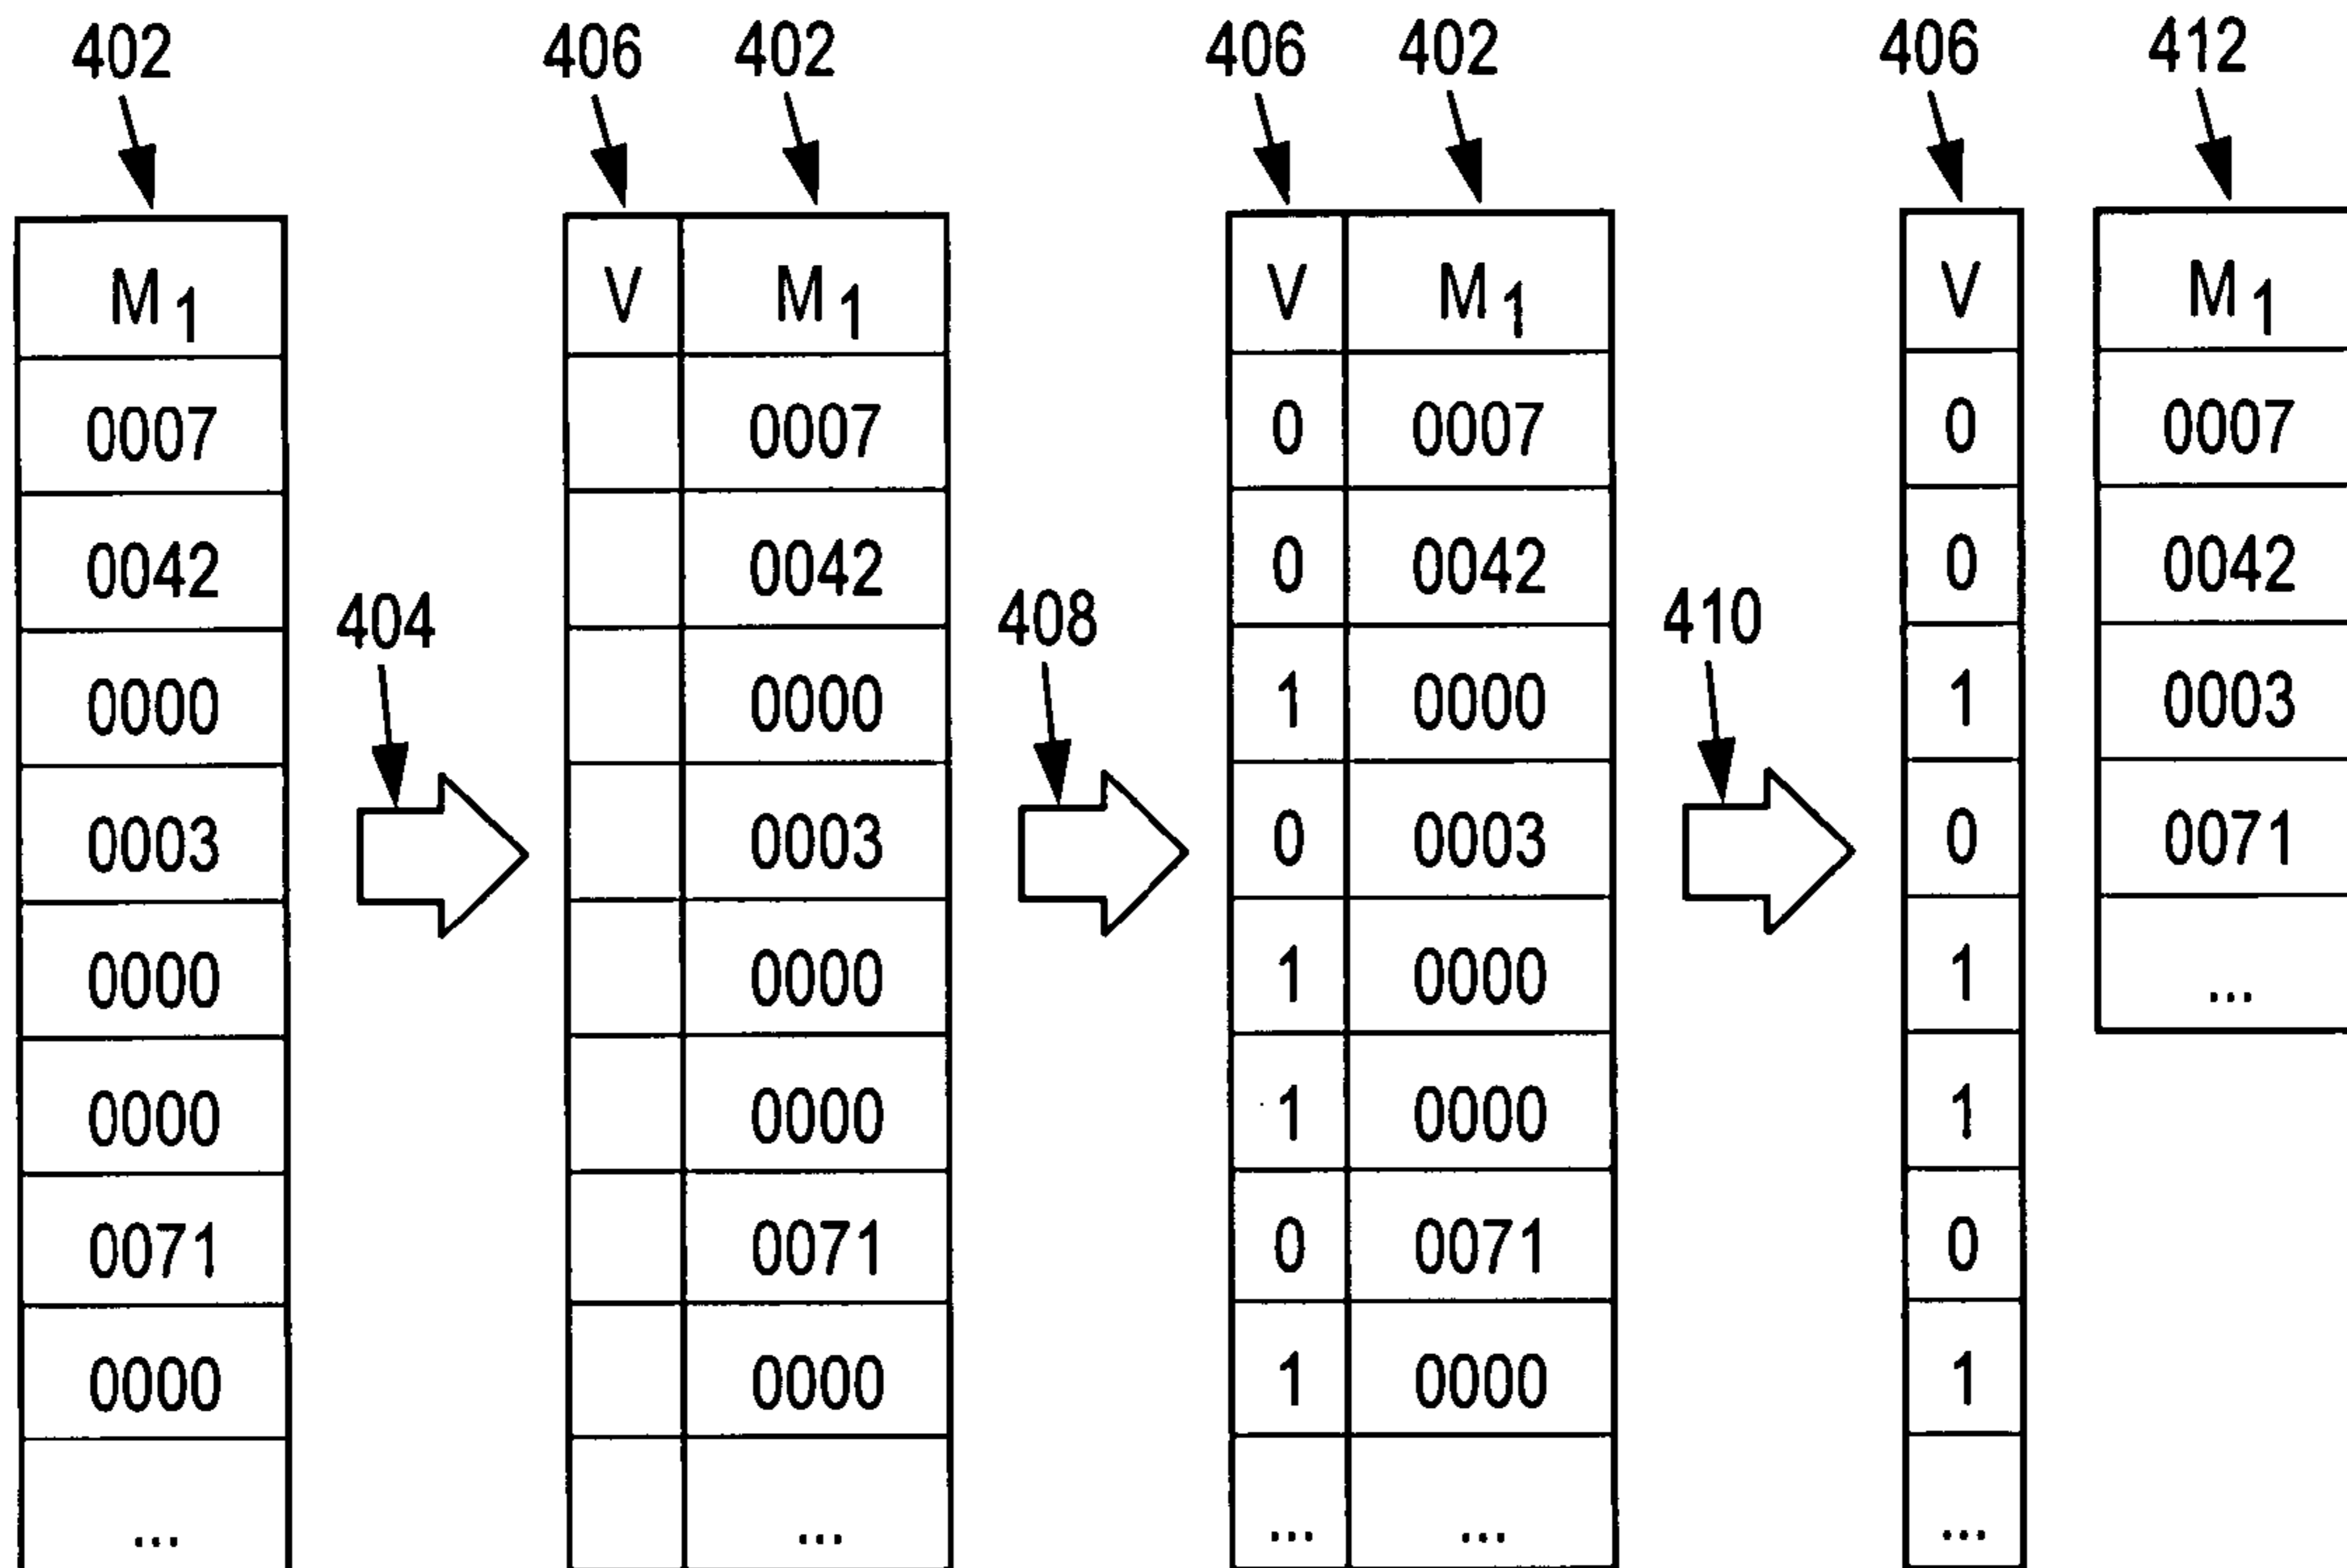 402 406 402 406 402 406 412
M1 V M1 V M1 V M1
0007 0007 0 0007 0 0007
0042 0042 0 0042 0 0042
404 408 410
0000 0000 1 0000 1 0003
0003 0003 0 0003 0 0071
0000 0000 1 0000 1 ...
0000 0000 1 0000 1
0071 0071 0 0071 0
0000 0000 1 0000 1
... ... ... ... ...